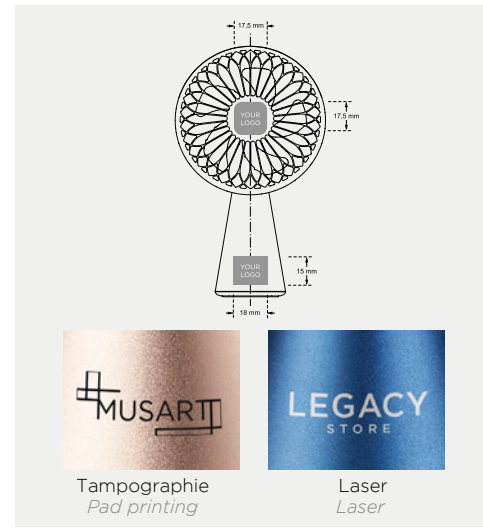 17,5 mm
YOUR
LOGO
17,5 mm
YOUR
LOGO
15 mm
18 mm
MUSART
LEGACY
STORE
Tampographie
Pad printing
Laser
Laser